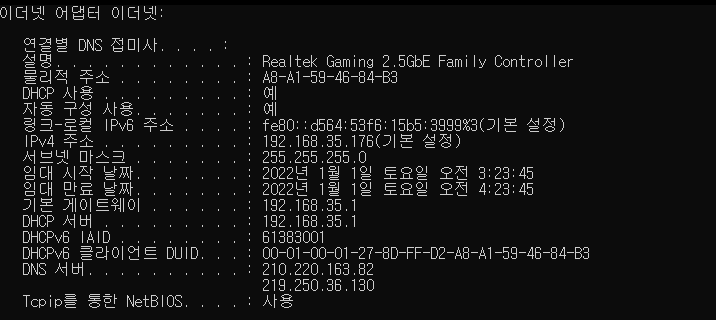 이더넷 어댑터 이더넷:
연결별 DNS 접미사. . . . :
설명. . . . . . . . . . . . : Realtek Gaming 2.5GbE Family Controller
물리적 주소 . . . . . . . . : A8-A1-59-46-84-B3
DHCP 사용 . . . . . . . . . : 예
자동 구성 사용. . . . . . . : 예
링크-로컬 IPv6 주소 . . . . : fe80::d564:53f6:15b5:3999%3(기본 설정)
IPv4 주소 . . . . . . . . . : 192.168.35.176(기본 설정)
서브넷 마스크 . . . . . . . : 255.255.255.0
임대 시작 날짜. . . . . . . : 2022년 1월 1일 토요일 오전 3:23:45
임대 만료 날짜. . . . . . . : 2022년 1월 1일 토요일 오전 4:23:45
기본 게이트웨이 . . . . . . : 192.168.35.1
DHCP 서버 . . . . . . . . . : 192.168.35.1
DHCPv6 IAID . . . . . . . . : 61383001
DHCPv6 클라이언트 DUID. . . : 00-01-00-01-27-8D-FF-D2-A8-A1-59-46-84-B3
DNS 서버. . . . . . . . . . : 210.220.163.82
219.250.36.130
Tcpip를 통한 NetBIOS. . . . : 사용